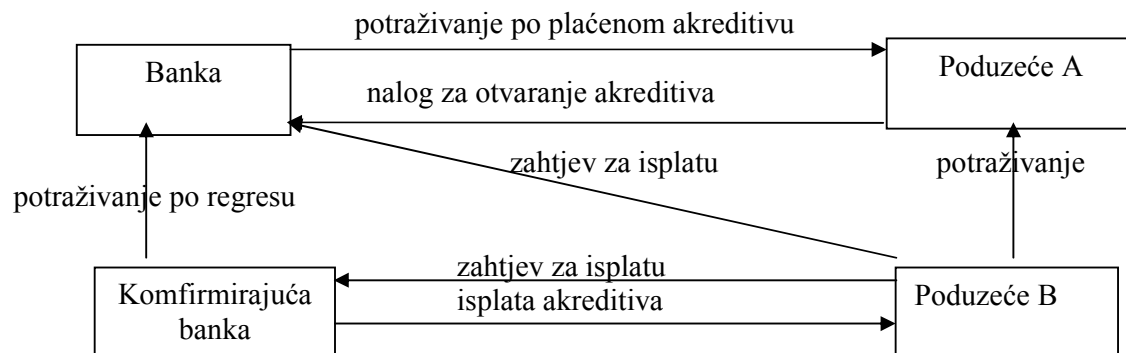 potraživanje po plaćenom akreditivu
Banka
Poduzeće A
nalog za otvaranje akreditiva
zahtjev za isplatu
potraživanje
potraživanje po regresu
zahtjev za isplatu
Komfirmirajuća
banka
isplata akreditiva
Poduzeće B